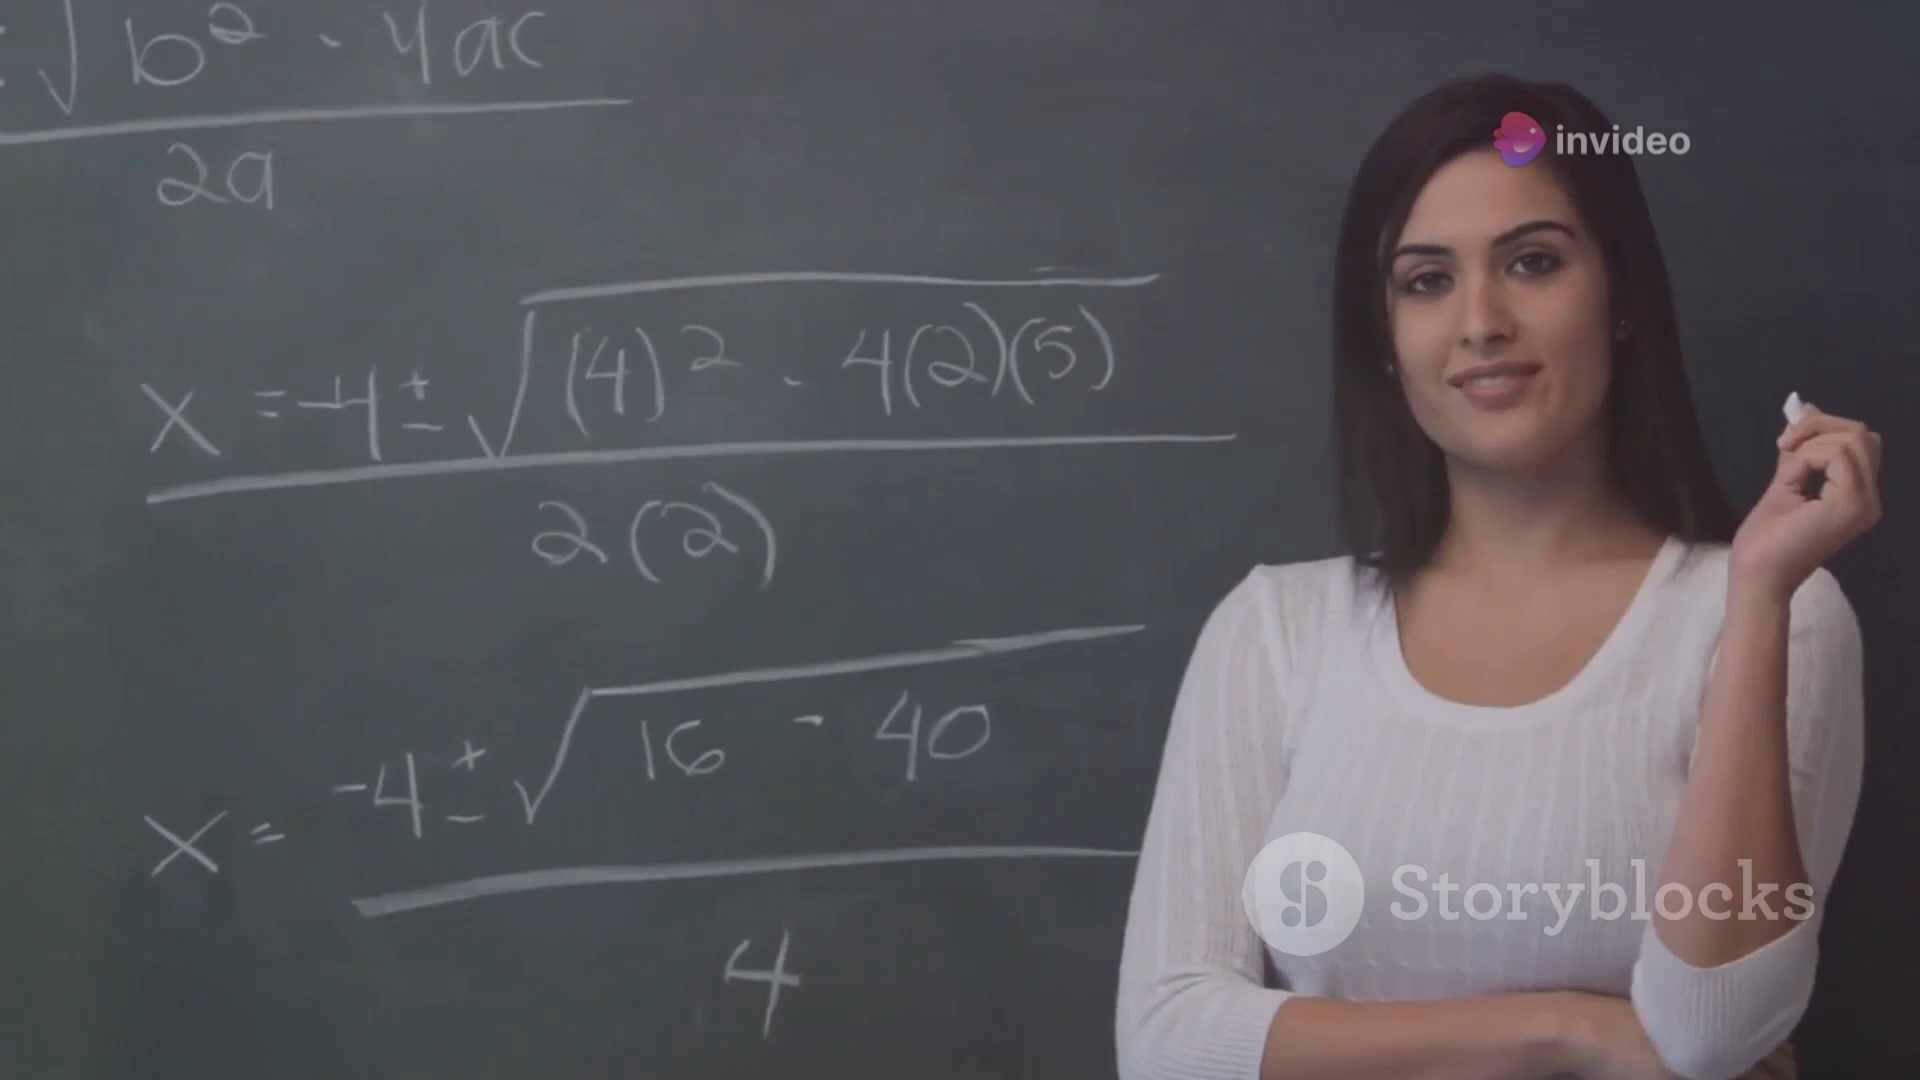 √b² - 4ac
2a
invideo
x = -4 ± √(4)² - 4(2)(5)
2(2)
x = -4 ± √16 - 40
4
Storyblocks